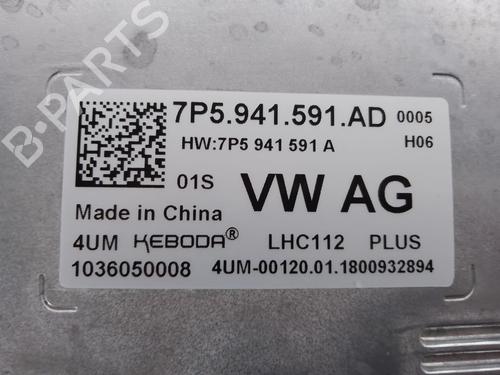 7P5.941.591.AD 0005
HW:7P5 941 591 A H06
01S VW AG
Made in China
4UM KEBODA® LHC112 PLUS
1036050008 4UM-00120.01.1800932894